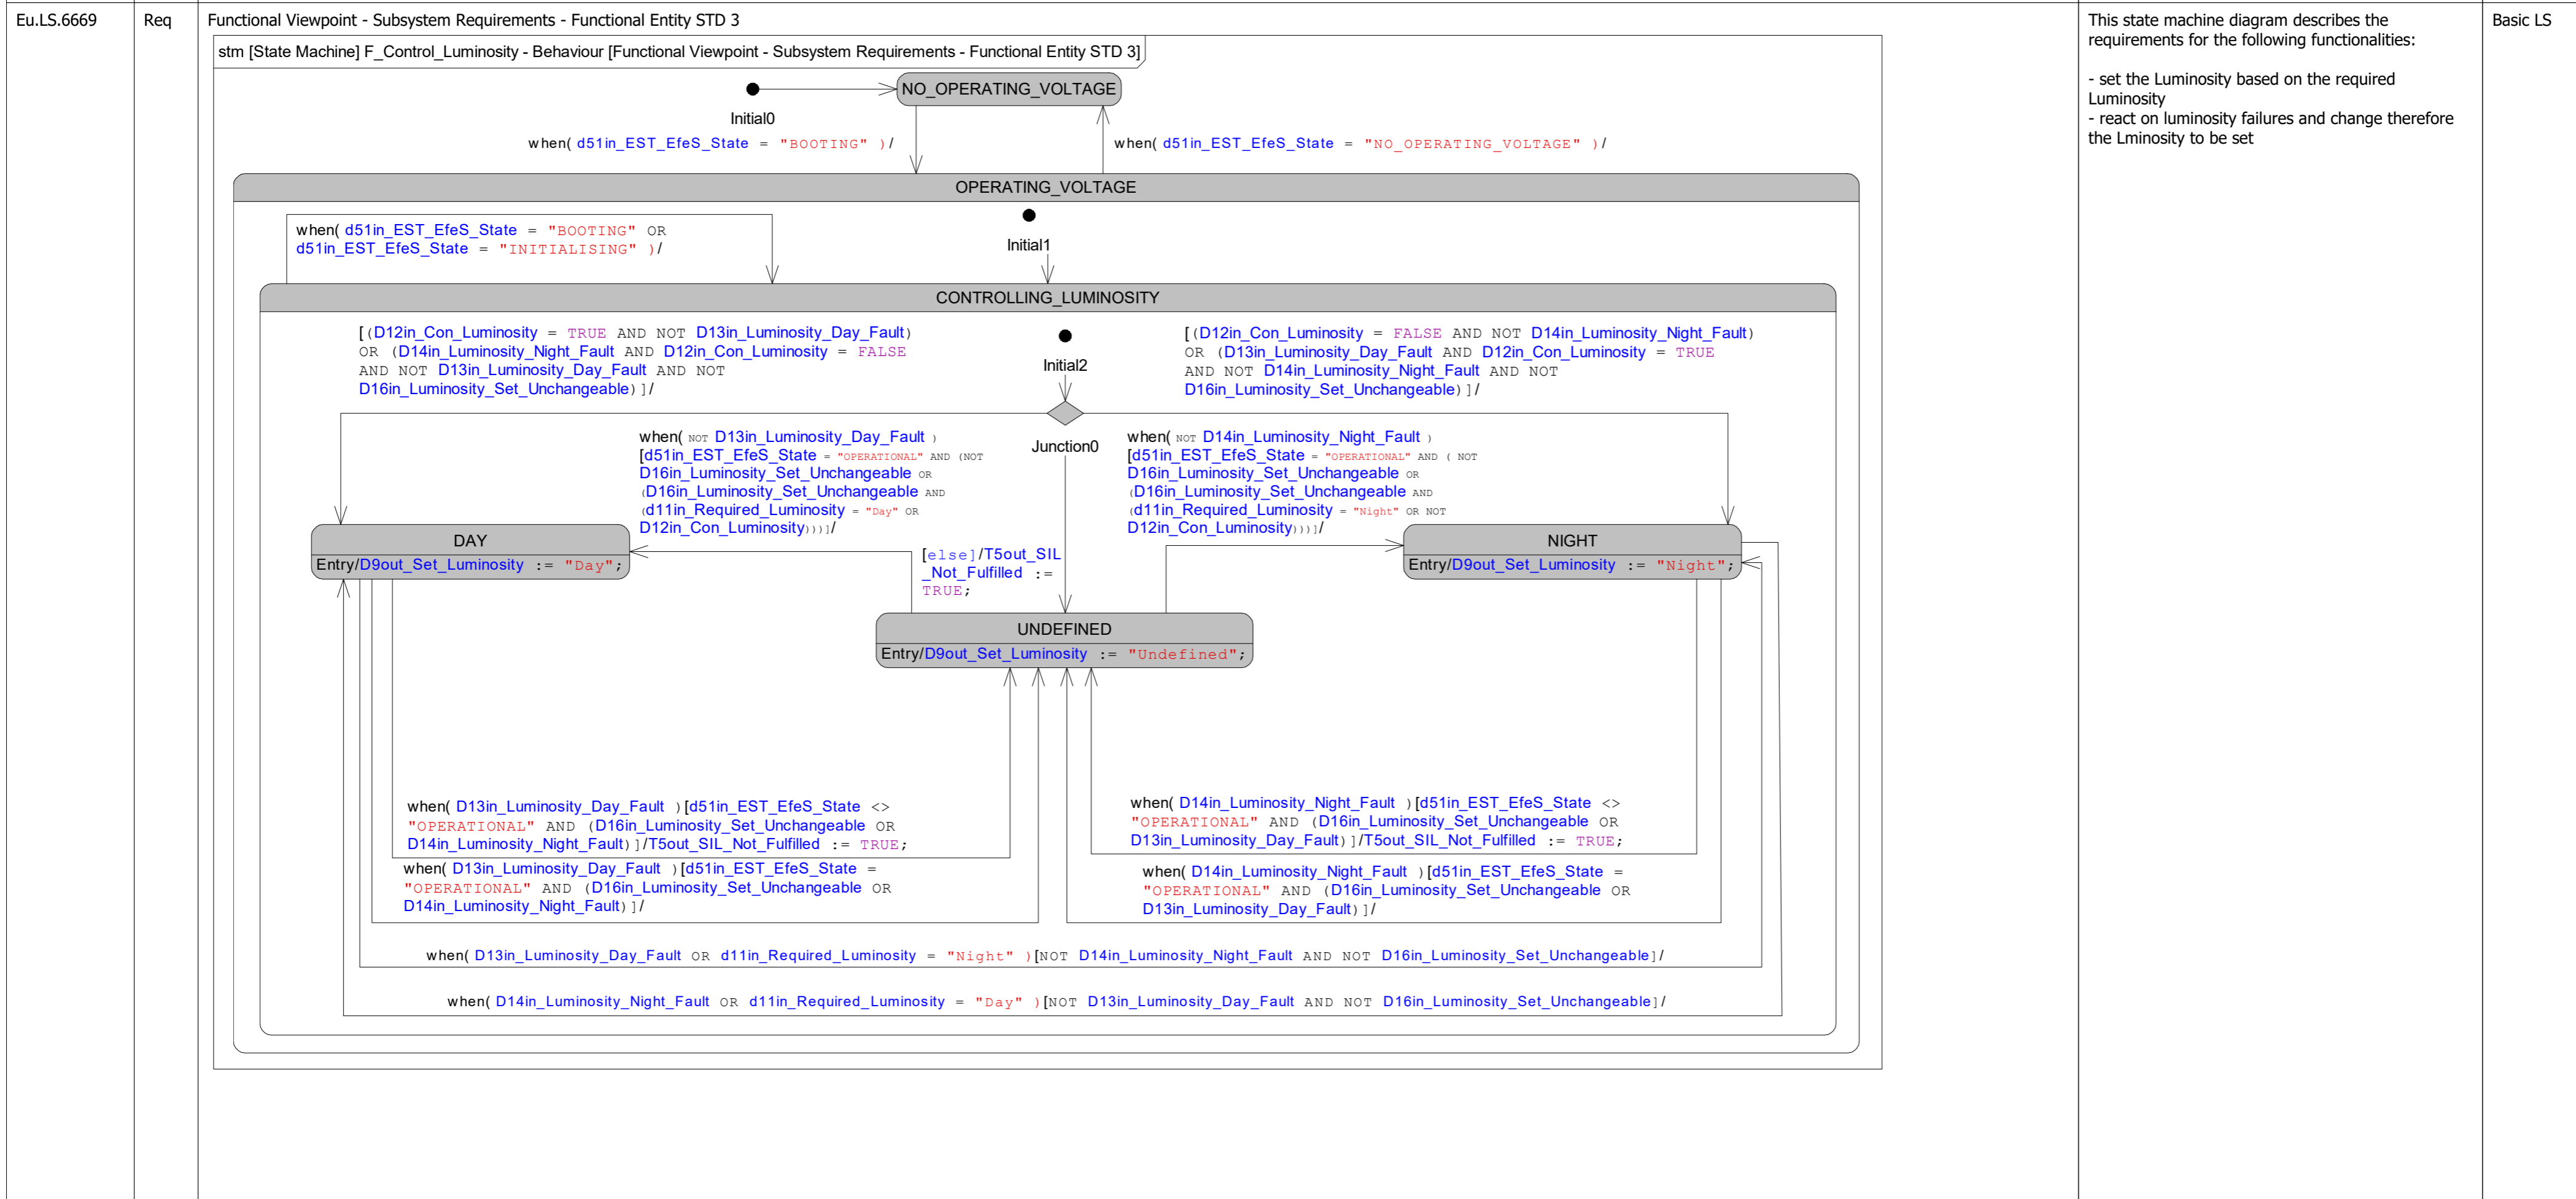 Eu.LS.6669
Req
Functional Viewpoint - Subsystem Requirements - Functional Entity STD 3
stm [State Machine] F_Control_Luminosity - Behaviour [Functional Viewpoint - Subsystem Requirements - Functional Entity STD 3]
NO_OPERATING_VOLTAGE
Initial0
when( d51in_EST_EfeS_State = "BOOTING" )/
when( d51in_EST_EfeS_State = "NO_OPERATING_VOLTAGE" )/
OPERATING_VOLTAGE
when( d51in_EST_EfeS_State = "BOOTING" OR
d51in_EST_EfeS_State = "INITIALISING" )/
Initial1
CONTROLLING_LUMINOSITY
[(D12in_Con_Luminosity = TRUE AND NOT D13in_Luminosity_Day_Fault)
OR (D14in_Luminosity_Night_Fault AND D12in_Con_Luminosity = FALSE
AND NOT D13in_Luminosity_Day_Fault AND NOT
D16in_Luminosity_Set_Unchangeable)]/
Initial2
[(D12in_Con_Luminosity = FALSE AND NOT D14in_Luminosity_Night_Fault)
OR (D13in_Luminosity_Day_Fault AND D12in_Con_Luminosity = TRUE
AND NOT D14in_Luminosity_Night_Fault AND NOT
D16in_Luminosity_Set_Unchangeable)]/
when( NOT D13in_Luminosity_Day_Fault )
[d51in_EST_EfeS_State = "OPERATIONAL" AND (NOT
D16in_Luminosity_Set_Unchangeable OR
(D16in_Luminosity_Set_Unchangeable AND
(d11in_Required_Luminosity = "Day" OR
D12in_Con_Luminosity)))]/
Junction0
when( NOT D14in_Luminosity_Night_Fault )
[d51in_EST_EfeS_State = "OPERATIONAL" AND ( NOT
D16in_Luminosity_Set_Unchangeable OR
(D16in_Luminosity_Set_Unchangeable AND
(d11in_Required_Luminosity = "Night" OR NOT
D12in_Con_Luminosity)))]/
DAY
Entry/D9out_Set_Luminosity := "Day";
[else]/T5out_SIL
_Not_Fulfilled :=
TRUE;
NIGHT
Entry/D9out_Set_Luminosity := "Night";
UNDEFINED
Entry/D9out_Set_Luminosity := "Undefined";
when( D13in_Luminosity_Day_Fault )[d51in_EST_EfeS_State <>
"OPERATIONAL" AND (D16in_Luminosity_Set_Unchangeable OR
D14in_Luminosity_Night_Fault)]/T5out_SIL_Not_Fulfilled := TRUE;
when( D14in_Luminosity_Night_Fault )[d51in_EST_EfeS_State <>
"OPERATIONAL" AND (D16in_Luminosity_Set_Unchangeable OR
D13in_Luminosity_Day_Fault)]/T5out_SIL_Not_Fulfilled := TRUE;
when( D13in_Luminosity_Day_Fault )[d51in_EST_EfeS_State =
"OPERATIONAL" AND (D16in_Luminosity_Set_Unchangeable OR
D14in_Luminosity_Night_Fault)]/
when( D14in_Luminosity_Night_Fault )[d51in_EST_EfeS_State =
"OPERATIONAL" AND (D16in_Luminosity_Set_Unchangeable OR
D13in_Luminosity_Day_Fault)]/
when( D13in_Luminosity_Day_Fault OR d11in_Required_Luminosity = "Night" )[NOT D14in_Luminosity_Night_Fault AND NOT D16in_Luminosity_Set_Unchangeable]/
when( D14in_Luminosity_Night_Fault OR d11in_Required_Luminosity = "Day" )[NOT D13in_Luminosity_Day_Fault AND NOT D16in_Luminosity_Set_Unchangeable]/
This state machine diagram describes the
requirements for the following functionalities:
- set the Luminosity based on the required
Luminosity
- react on luminosity failures and change therefore
the Lminosity to be set
Basic LS